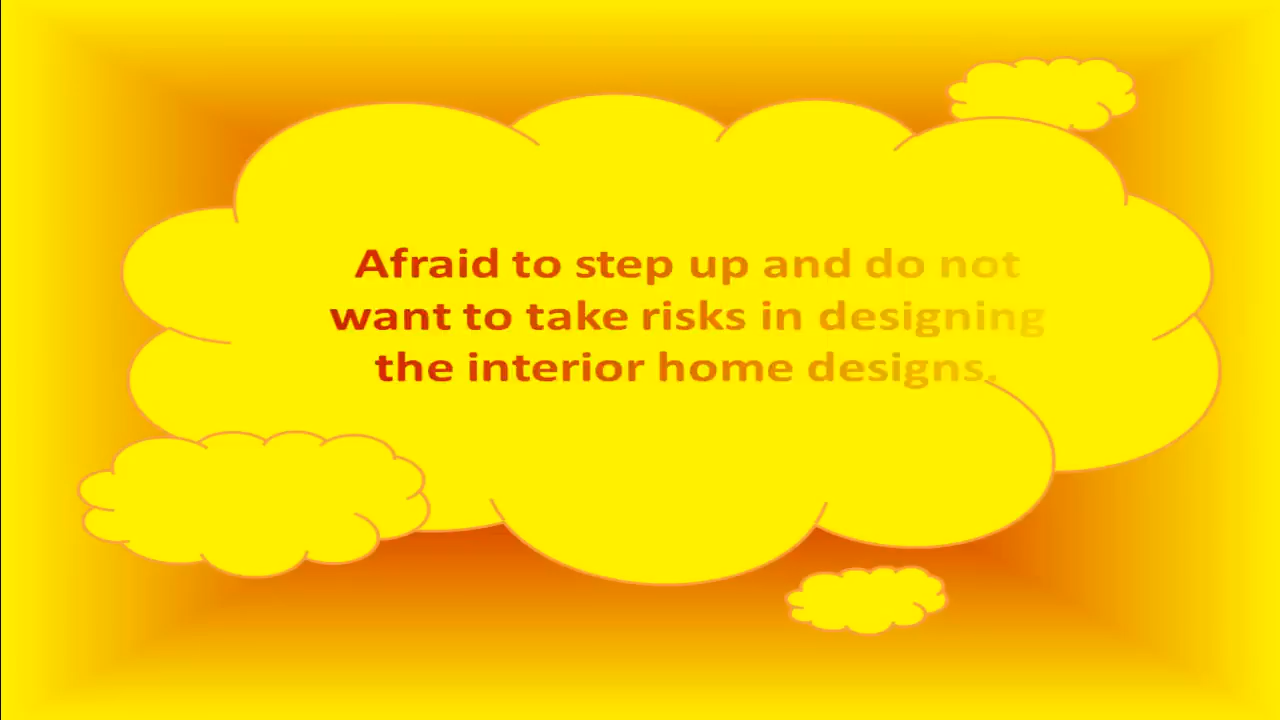 Afraid to step up and do not
want to take risks in designing
the interior home designs.